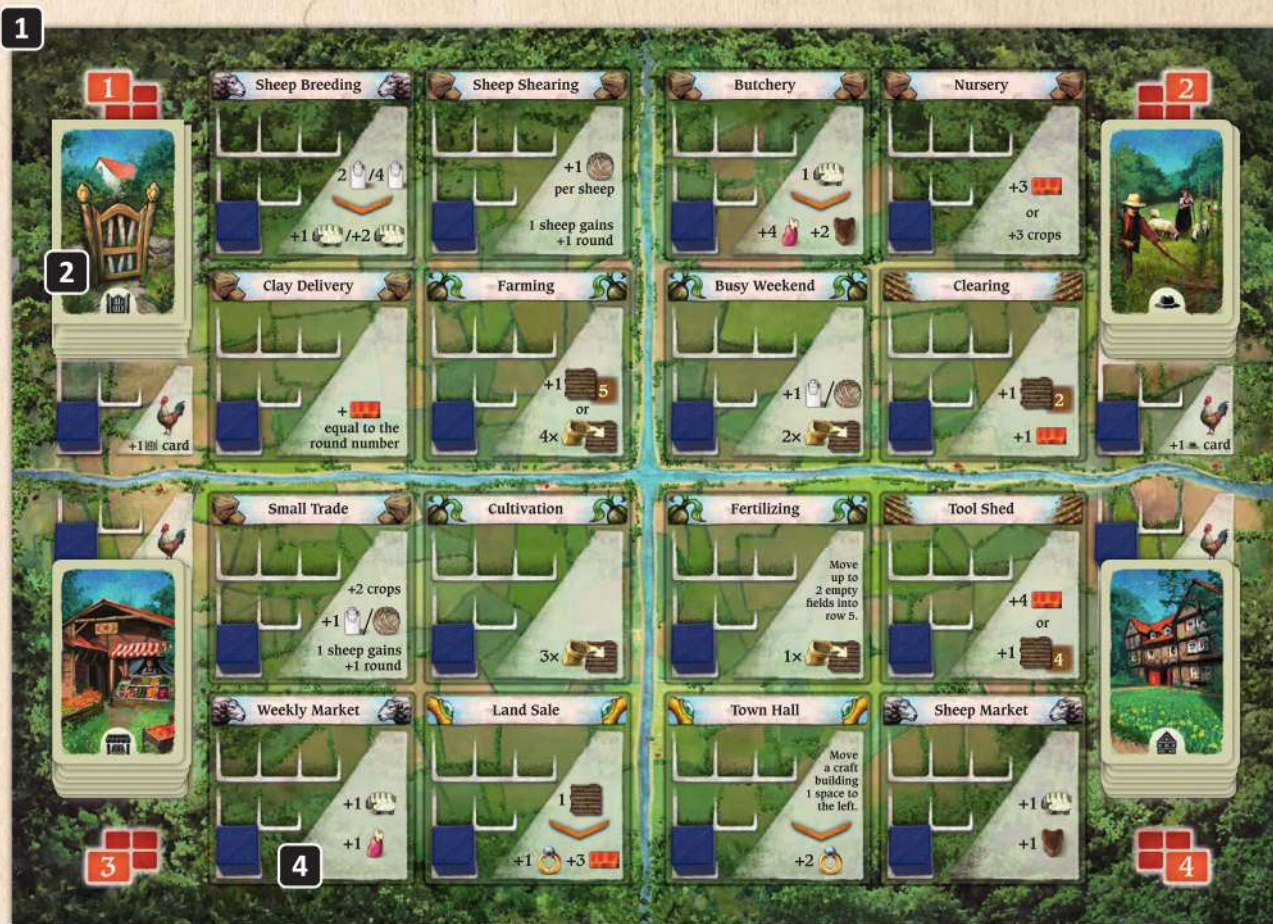 1
1
2
Sheep Breeding
2 /4
+1 /+2
Sheep Shearing
+1
per sheep
1 sheep gains
+1 round
Butchery
1
+4 +2
Nursery
+3
or
+3 crops
2
Clay Delivery
+
equal to the
round number
Farming
+1 5
or
4x
Busy Weekend
+1 /
2x
Clearing
+1 2
+1
+1 card
+1 card
Small Trade
+2 crops
+1 /
1 sheep gains
+1 round
Cultivation
3x
Fertilizing
Move
up to
2 empty
fields into
row 5.
1x
Tool Shed
+4
or
+1 4
Weekly Market
+1
+1
4
Land Sale
1
+1 +3
Town Hall
Move
a craft
building
1 space to
the left.
+2
Sheep Market
+1
+1
3
4